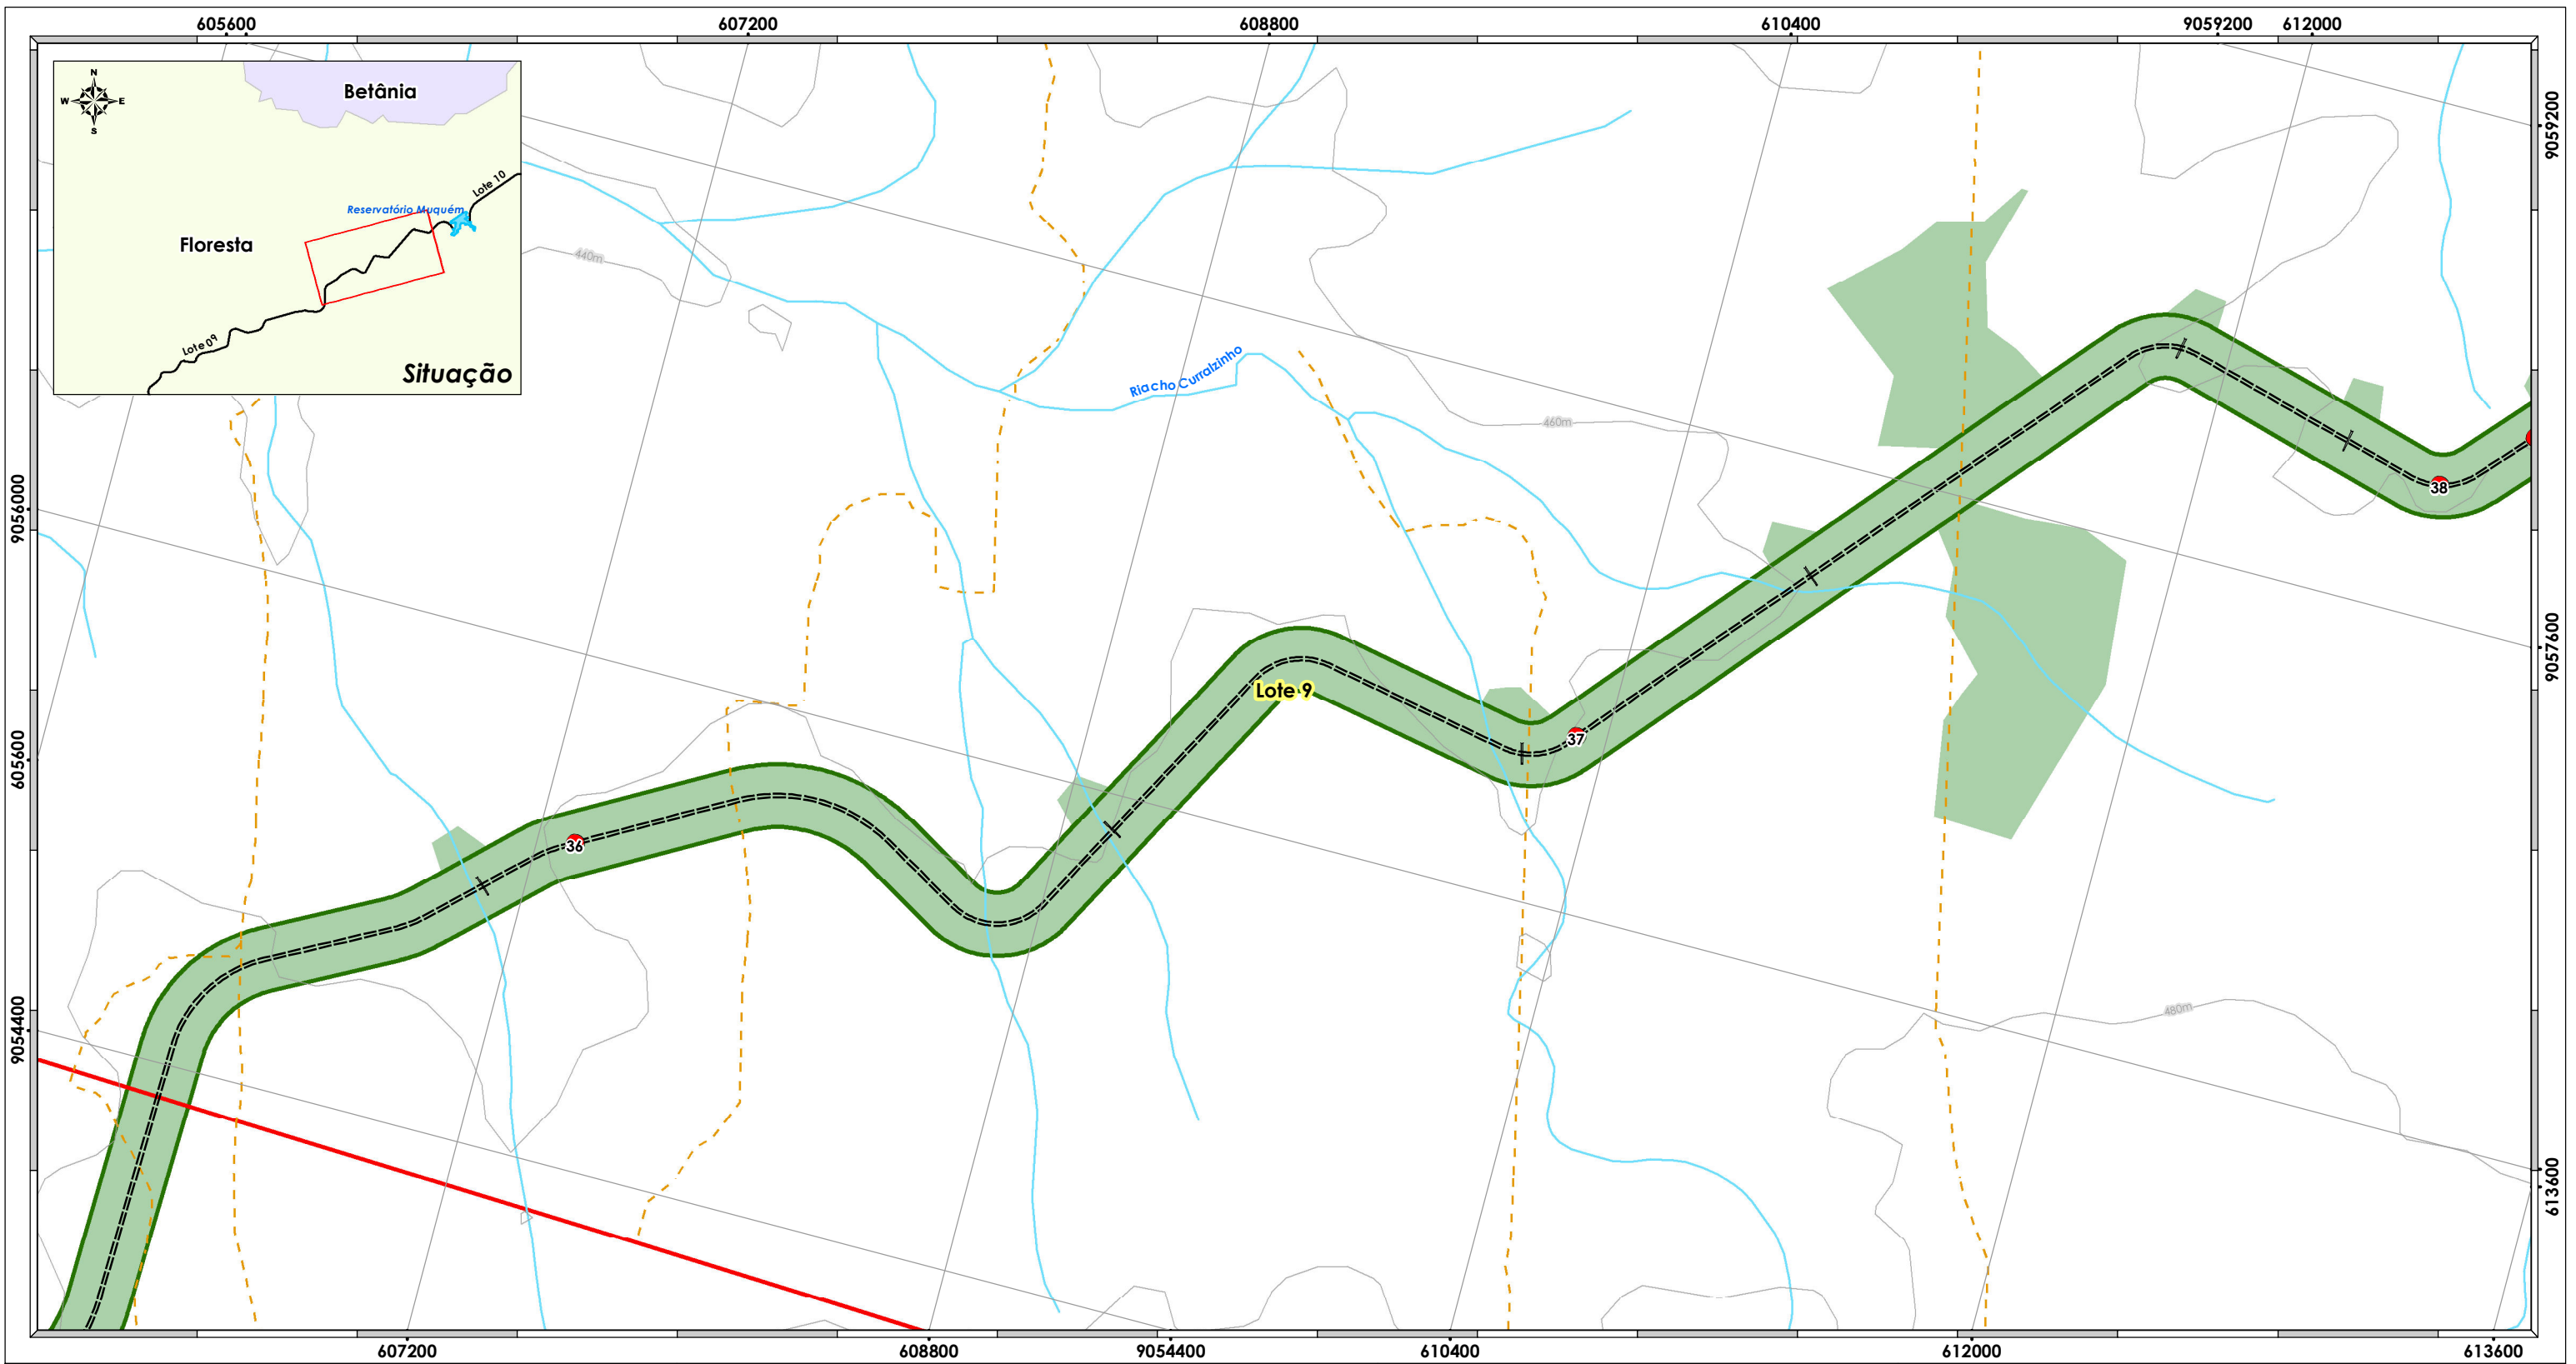 605600
607200
608800
610400
9059200
612000
N
W
E
S
Betânia
Lote 10
Reservatório Muquém
Floresta
Lote 09
Situação
9059200
440m
Riacho Curralzinho
460m
38
9056000
9057600
Lote 9
37
605600
36
480m
9054400
613600
607200
608800
9054400
610400
612000
613600